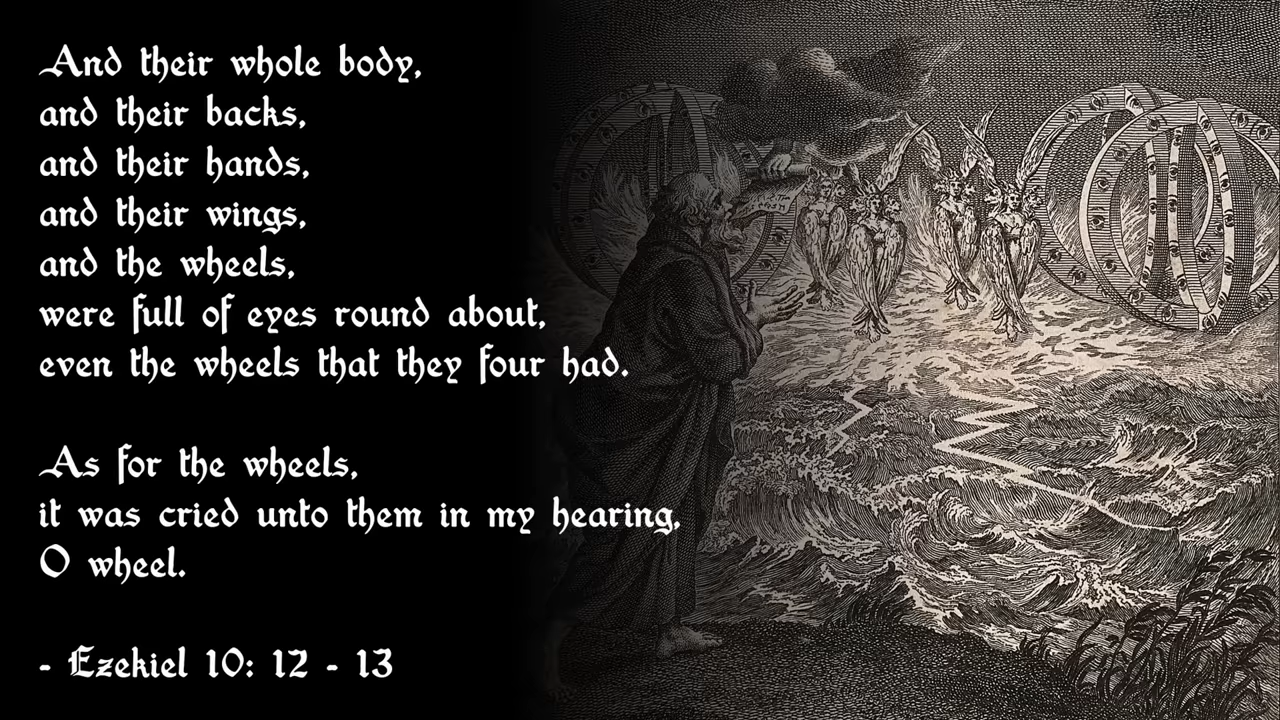 And their whole body,
and their backs,
and their hands,
and their wings,
and the wheels,
were full of eyes round about,
even the wheels that they four had.
As for the wheels,
it was cried unto them in my hearing,
O wheel.
- Ezekiel 10: 12 - 13